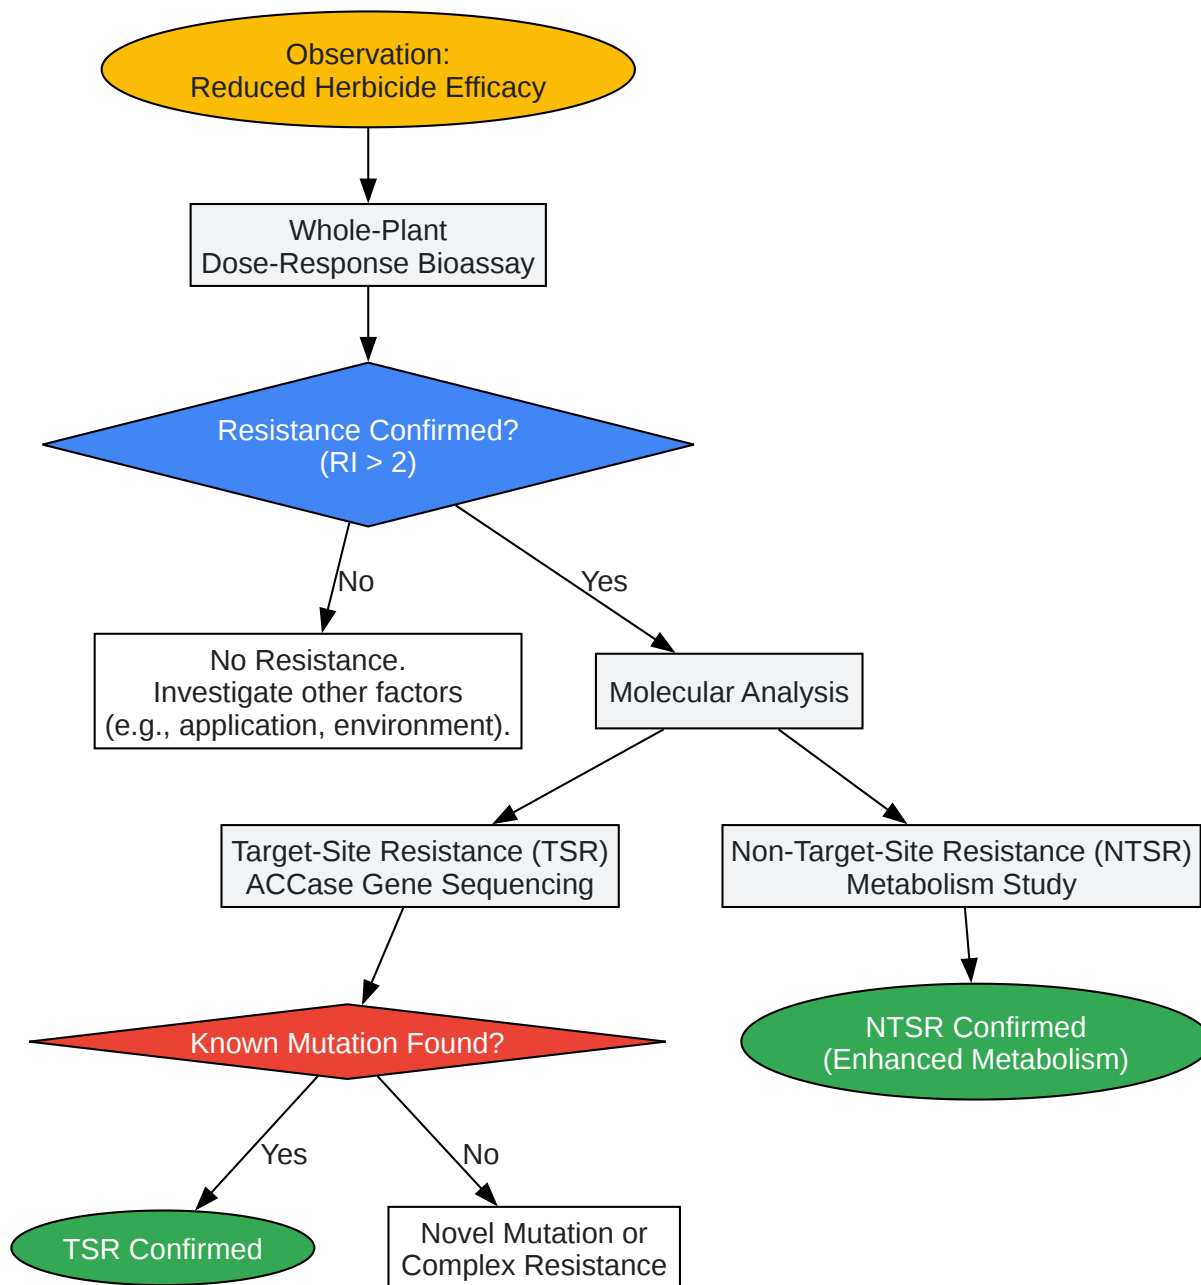 Observation:
Reduced Herbicide Efficacy
Whole-Plant
Dose-Response Bioassay
Resistance Confirmed?
(RI > 2)
No
Yes
No Resistance.
Investigate other factors
(e.g., application, environment).
Molecular Analysis
Target-Site Resistance (TSR)
ACCase Gene Sequencing
Non-Target-Site Resistance (NTSR)
Metabolism Study
Known Mutation Found?
NTSR Confirmed
(Enhanced Metabolism)
Yes
No
TSR Confirmed
Novel Mutation or
Complex Resistance